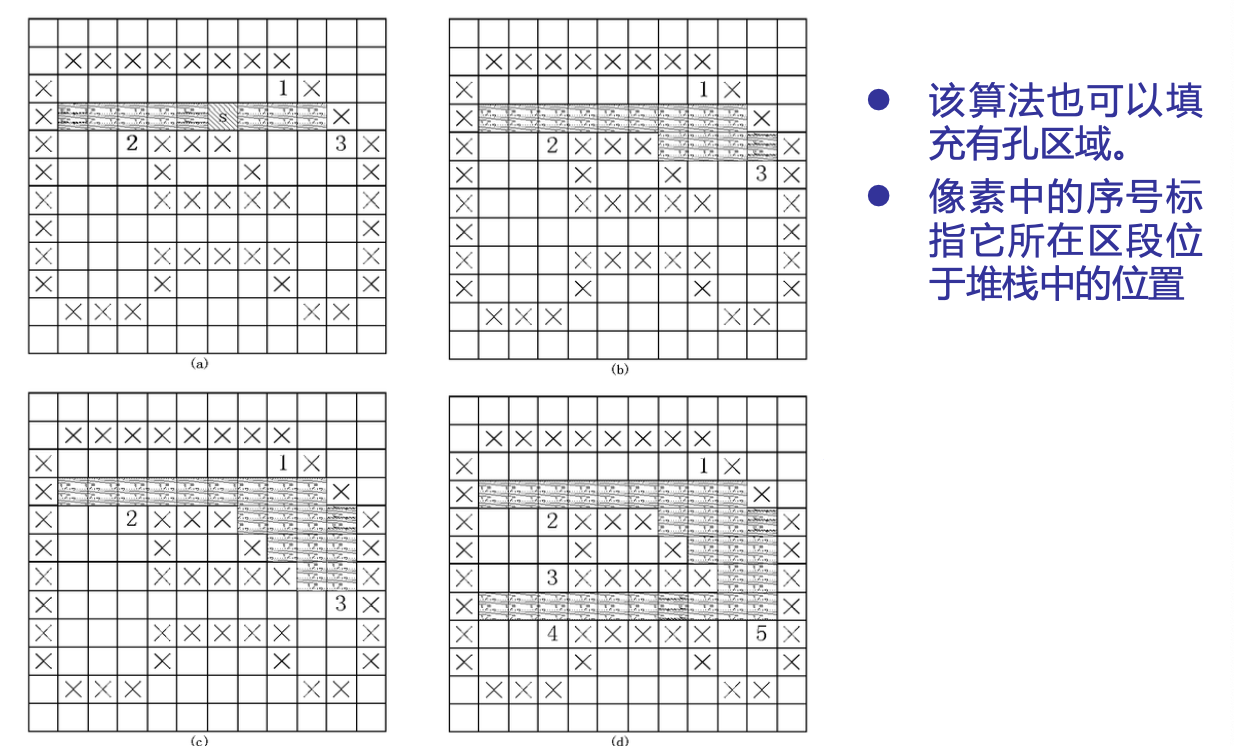 1
s
2 3
(a)
1
2
3
(b)
该算法也可以填
充有孔区域。
像素中的序号标
指它所在区段位
于堆栈中的位置
1
2
3
(c)
1
2
3
4 5
(d)